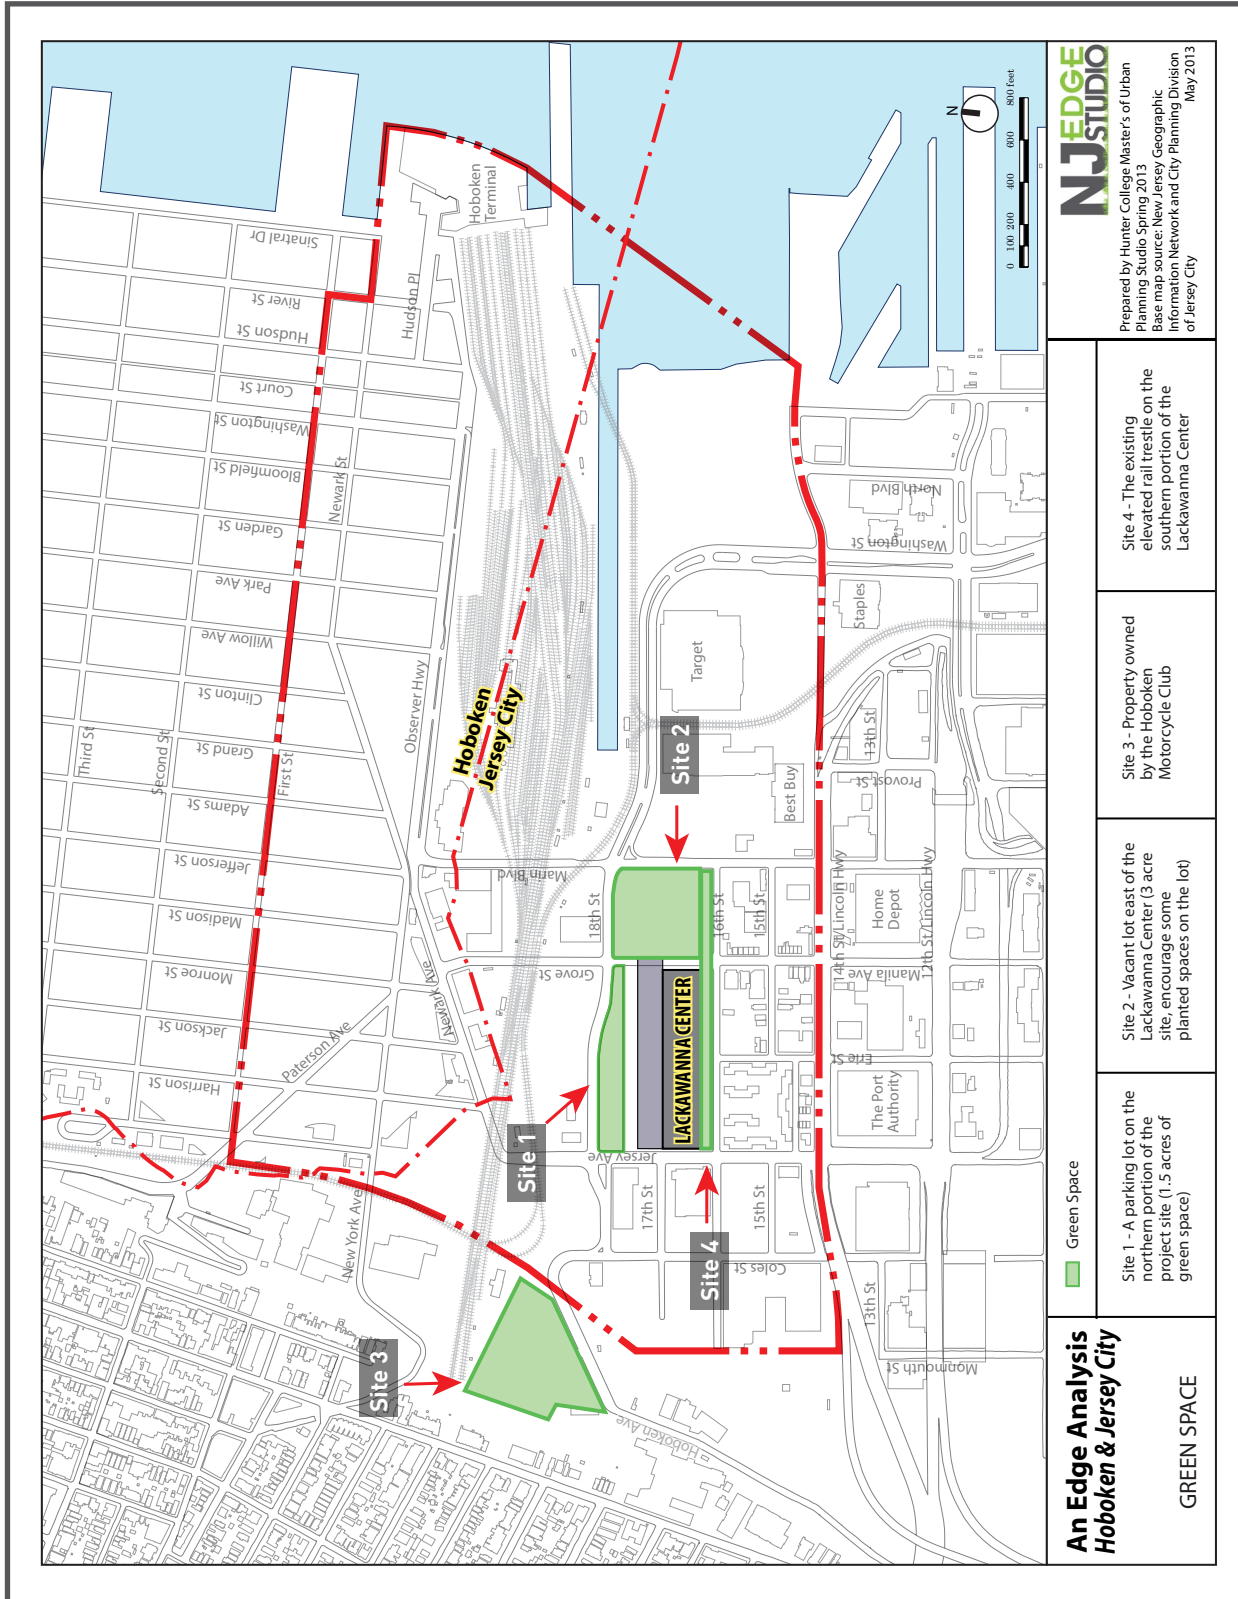 Third St
Second St
First St
Newark St
Observer Hwy
Hudson Pl
Sinatral Dr
River St
Hudson St
Court St
Washington St
Bloomfield St
Garden St
Park Ave
Willow Ave
Clinton St
Grand St
Adams St
Jefferson St
Madison St
Monroe St
Jackson St
Harrison St
Paterson Ave
Newark Ave
New York Ave
Hoboken
Terminal
Hoboken
Jersey City
Marin Blvd
Grove St
Jersey Ave
18th St
17th St
16th St
15th St
15th St
Coles St
Erie St
Manila Ave
Provost St
13th St
13th St
14th St/Lincoln Hwy
12th St/Lincoln Hwy
Monmouth St
Hoboken Ave
Washington St
North Blvd
Target
Best Buy
Staples
Home
Depot
The Port
Authority
LACKAWANNA CENTER
Site 1
Site 2
Site 3
Site 4
N
0 100 200 400 600 800 feet
An Edge Analysis
Hoboken & Jersey City
GREEN SPACE
Green Space
Site 1 - A parking lot on the
northern portion of the
project site (1.5 acres of
green space)
Site 2 - Vacant lot east of the
Lackawanna Center (3 acre
site, encourage some
planted spaces on the lot)
Site 3 - Property owned
by the Hoboken
Motorcycle Club
Site 4 - The existing
elevated rail trestle on the
southern portion of the
Lackawanna Center
NJ EDGE
STUDIO
Prepared by Hunter College Master's of Urban
Planning Studio Spring 2013
Base map source: New Jersey Geographic
Information Network and City Planning Division
of Jersey City
May 2013